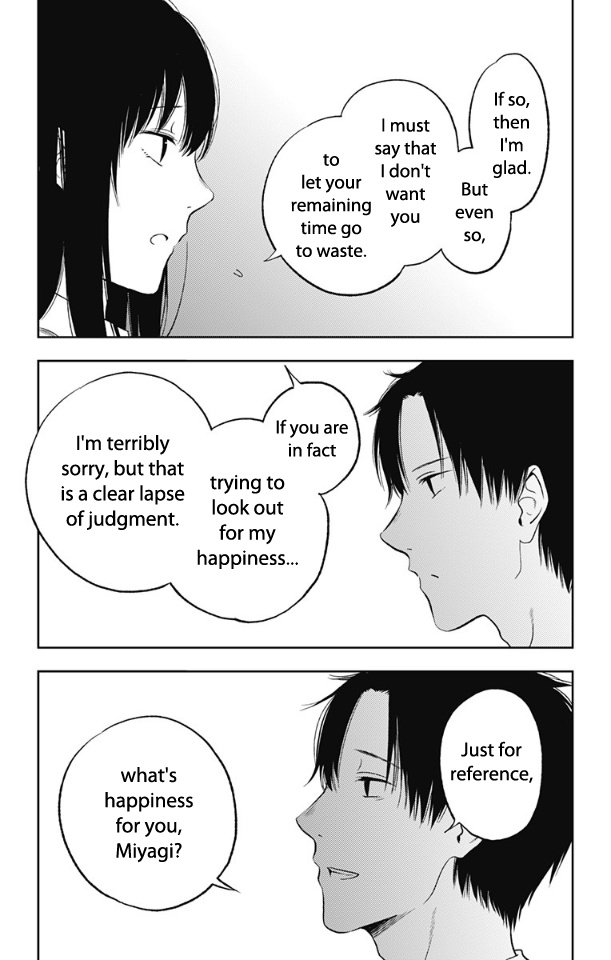 If so,
then
I'm
glad.
But
even
so,
I must
say that
I don't
want
you
to
let your
remaining
time go
to waste.
If you are
in fact
trying to
look out
for my
happiness...
I'm terribly
sorry, but that
is a clear lapse
of judgment.
Just for
reference,
what's
happiness
for you,
Miyagi?